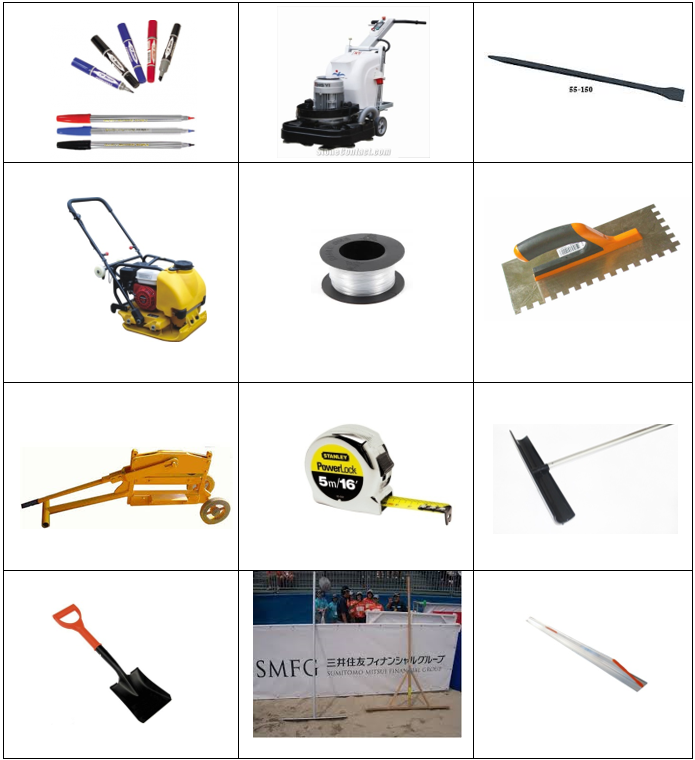 StoneContact.com
55-150
STANLEY
PowerLock
5m/16'
SMFG 三井住友フィナンシャルグループ
SUMITOMO MITSUI FINANCIAL GROUP